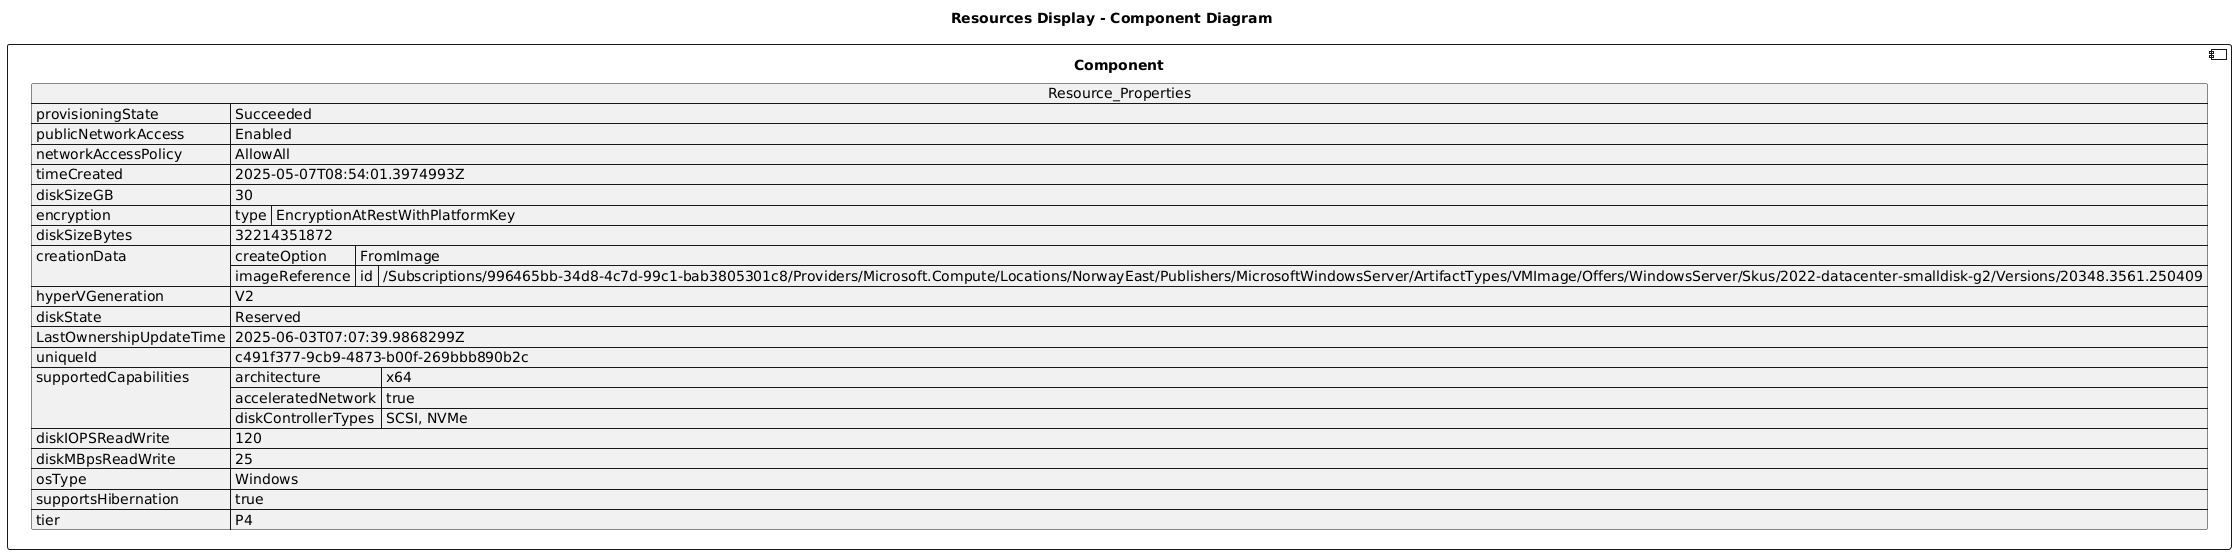 Resources Display - Component Diagram
Component
Resource_Properties
provisioningState Succeeded
publicNetworkAccess Enabled
networkAccessPolicy AllowAll
timeCreated 2025-05-07T08:54:01.3974993Z
diskSizeGB 30
encryption type EncryptionAtRestWithPlatformKey
diskSizeBytes 32214351872
creationData createOption FromImage
imageReference id /Subscriptions/996465bb-34d8-4c7d-99c1-bab3805301c8/Providers/Microsoft.Compute/Locations/NorwayEast/Publishers/MicrosoftWindowsServer/ArtifactTypes/VMImage/Offers/WindowsServer/Skus/2022-datacenter-smalldisk-g2/Versions/20348.3561.250409
hyperVGeneration V2
diskState Reserved
LastOwnershipUpdateTime 2025-06-03T07:07:39.9868299Z
uniqueId c491f377-9cb9-4873-b00f-269bbb890b2c
supportedCapabilities architecture x64
acceleratedNetwork true
diskControllerTypes SCSI, NVMe
diskIOPSReadWrite 120
diskMBpsReadWrite 25
osType Windows
supportsHibernation true
tier P4